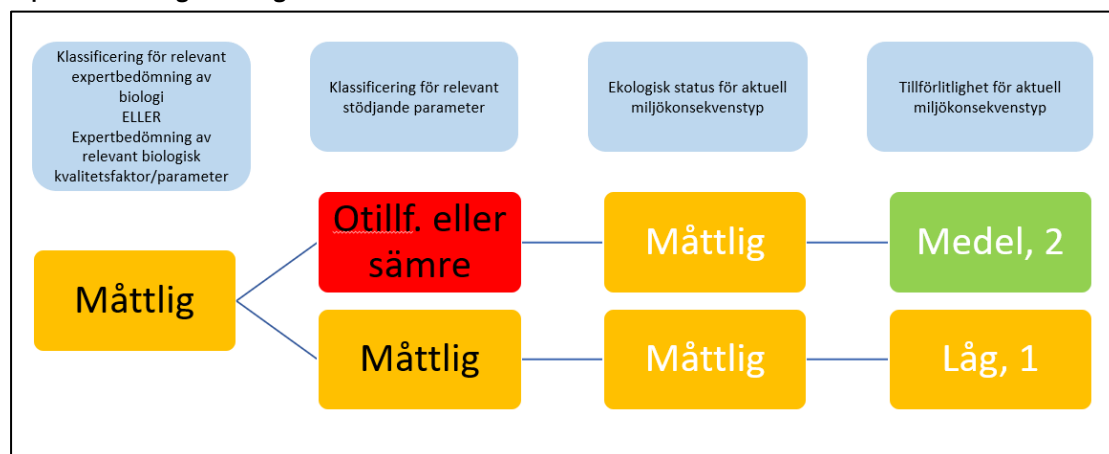 Klassificering för relevant
expertbedömning av
biologi
ELLER
Expertbedömning av
relevant biologisk
kvalitetsfaktor/parameter
Klassificering för relevant
stödjande parameter
Ekologisk status för aktuell
miljökonsekvenstyp
Tillförlitlighet för aktuell
miljökonsekvenstyp
Måttlig
Otillf. eller
sämre
Måttlig
Medel, 2
Måttlig
Måttlig
Låg, 1